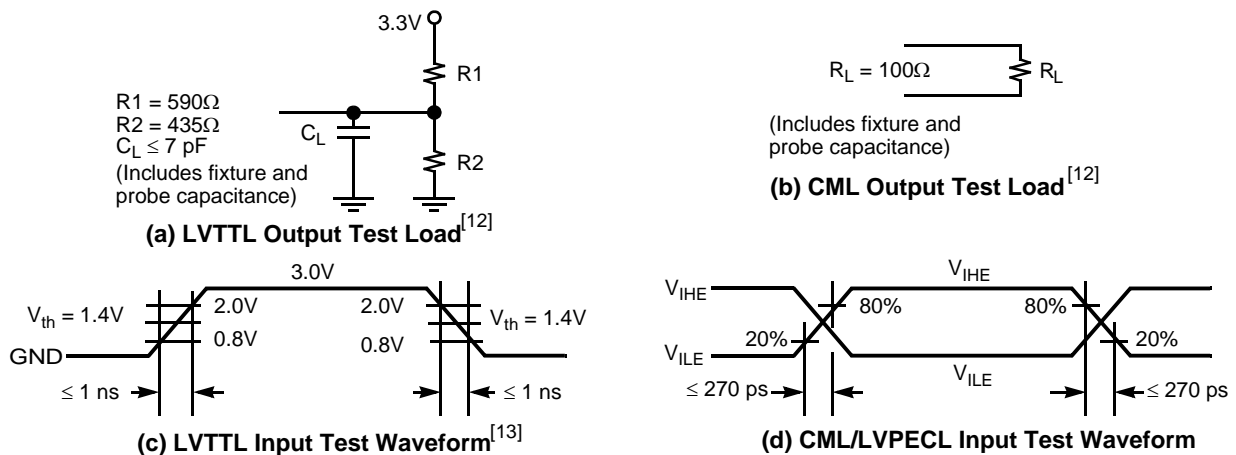 3.3V
R1
R1 = 590Ω
R2 = 435Ω
C_L ≤ 7 pF
(Includes fixture and
probe capacitance)
C_L
R2
(a) LVTTL Output Test Load[12]
R_L = 100Ω
R_L
(Includes fixture and
probe capacitance)
(b) CML Output Test Load[12]
3.0V
V_th = 1.4V
2.0V
0.8V
2.0V
0.8V
V_th = 1.4V
GND
≤ 1 ns
≤ 1 ns
(c) LVTTL Input Test Waveform[13]
V_IHE
V_IHE
80%
80%
20%
20%
V_ILE
V_ILE
≤ 270 ps
≤ 270 ps
(d) CML/LVPECL Input Test Waveform